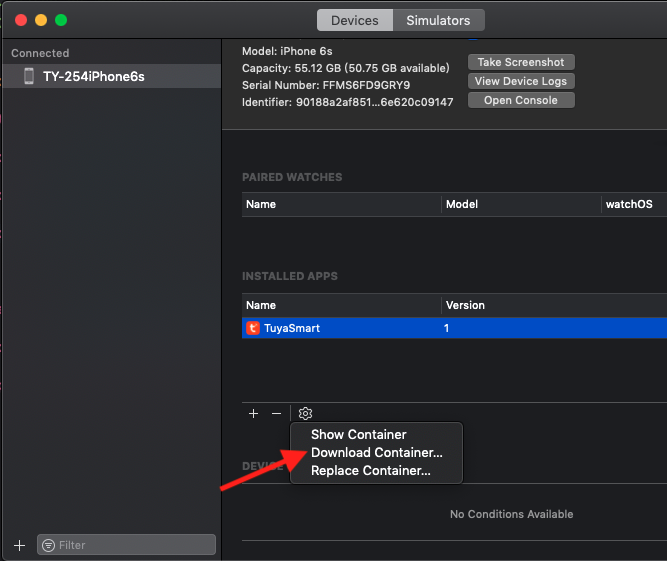 Devices
Simulators
Connected
TY-254iPhone6s
Model: iPhone 6s
Capacity: 55.12 GB (50.75 GB available)
Serial Number: FFMS6FD9GRY9
Identifier: 90188a2af851...6e620c09147
Take Screenshot
View Device Logs
Open Console
PAIRED WATCHES
Name Model watchOS
INSTALLED APPS
Name Version
TuyaSmart 1
Show Container
Download Container...
Replace Container...
DEVICE
No Conditions Available
Filter